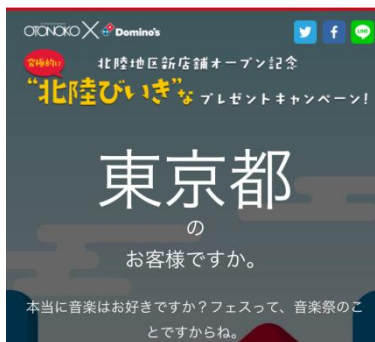 OTONOKO X Domino's
北陸地区新店舗オープン記念
究極的に
“北陸びいき”な プレゼントキャンペーン!
東京都
の
お客様ですか。
本当に音楽はお好きですか？フェスって、音楽祭のこ
とですからね。